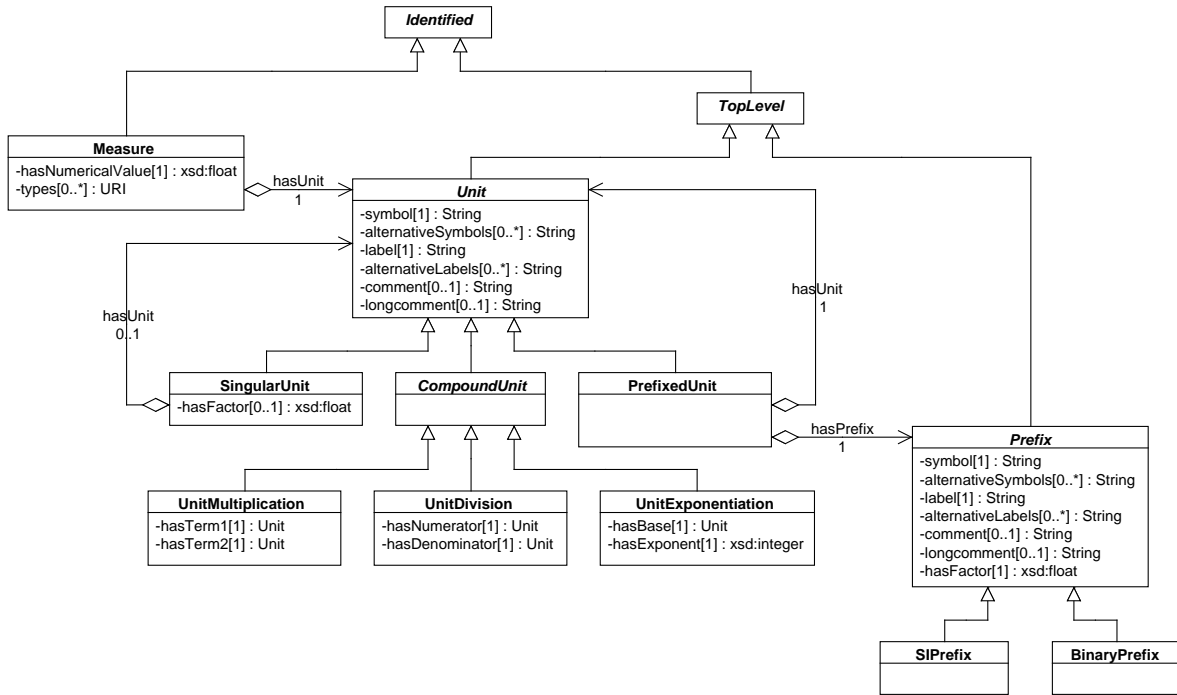 Identified
TopLevel
Measure
-hasNumericalValue[1] : xsd:float
-types[0..*] : URI
hasUnit
1
Unit
-symbol[1] : String
-alternativeSymbols[0..*] : String
-label[1] : String
-alternativeLabels[0..*] : String
-comment[0..1] : String
-longcomment[0..1] : String
hasUnit
0..1
hasUnit
1
SingularUnit
-hasFactor[0..1] : xsd:float
CompoundUnit
PrefixedUnit
hasPrefix
1
Prefix
-symbol[1] : String
-alternativeSymbols[0..*] : String
-label[1] : String
-alternativeLabels[0..*] : String
-comment[0..1] : String
-longcomment[0..1] : String
-hasFactor[1] : xsd:float
UnitMultiplication
-hasTerm1[1] : Unit
-hasTerm2[1] : Unit
UnitDivision
-hasNumerator[1] : Unit
-hasDenominator[1] : Unit
UnitExponentiation
-hasBase[1] : Unit
-hasExponent[1] : xsd:integer
SIPrefix
BinaryPrefix